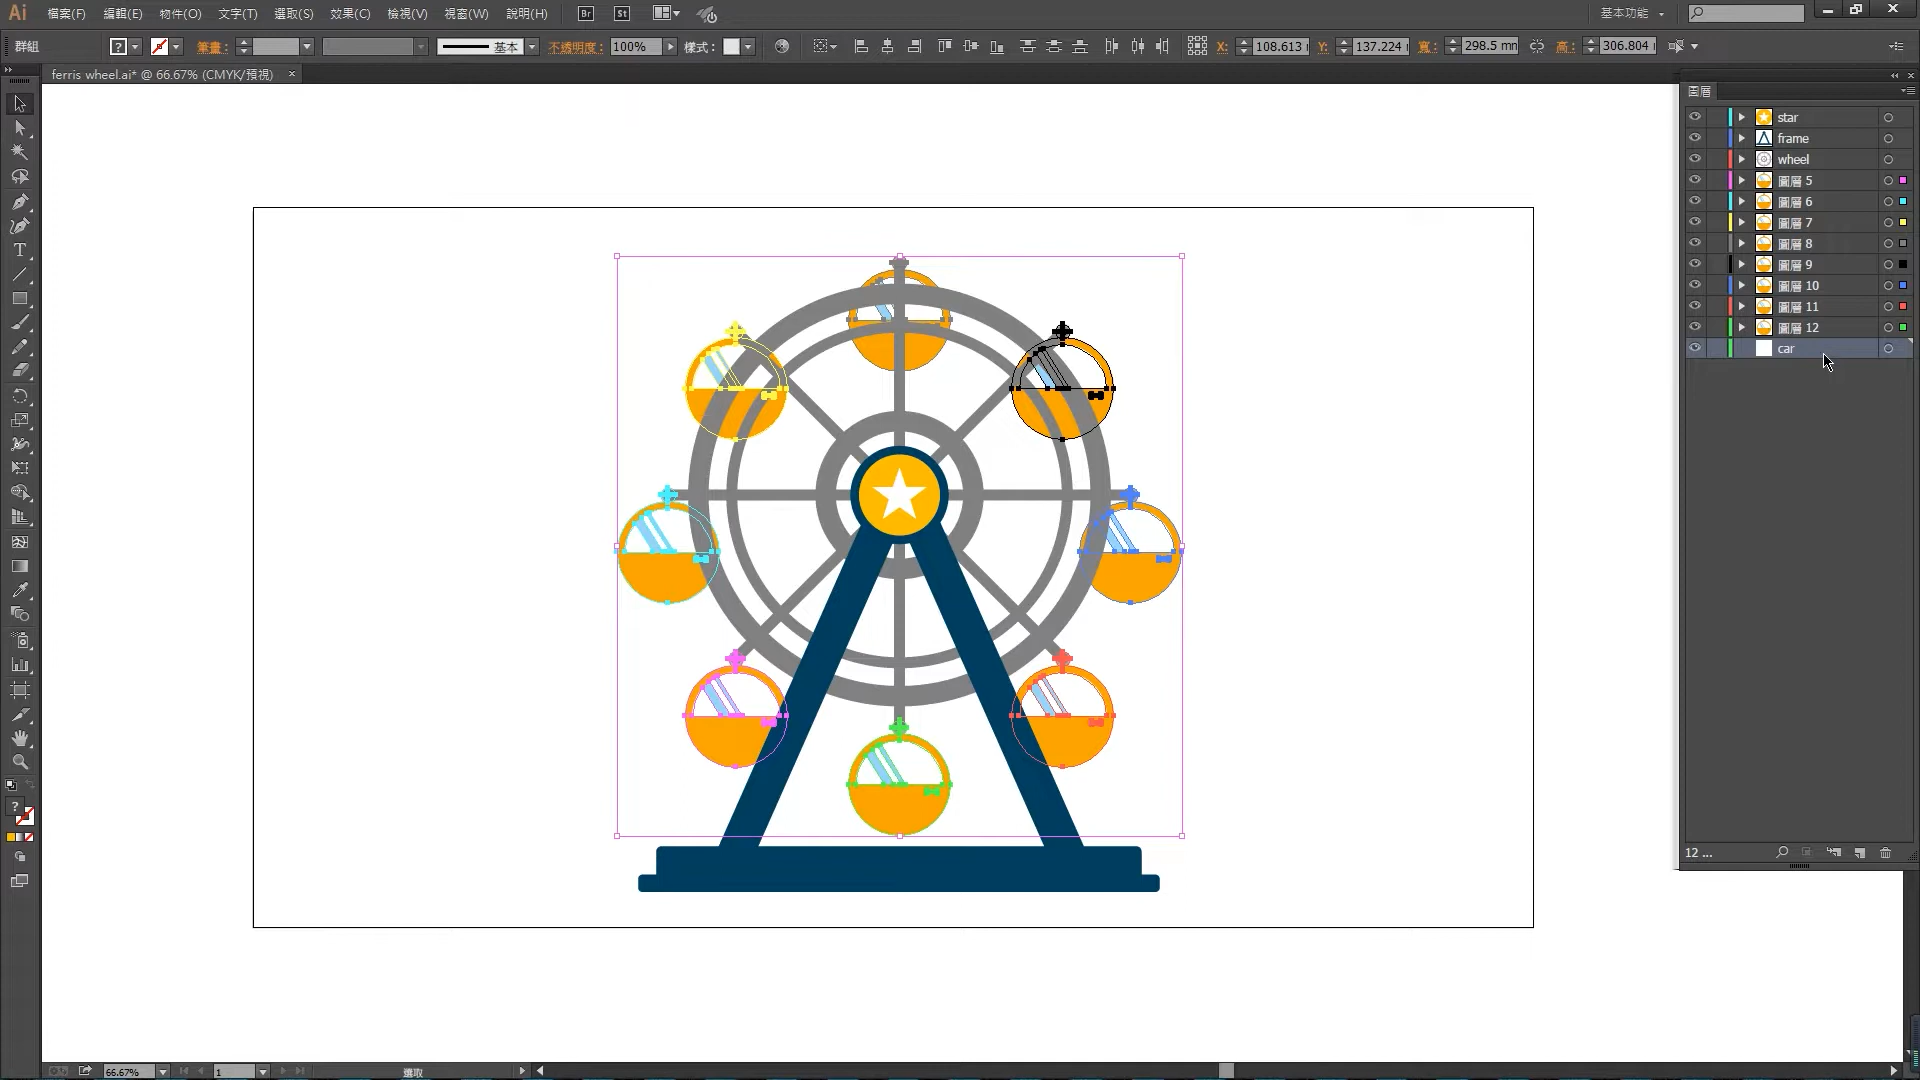 Ai 檔案(F) 編輯(E) 物件(O) 文字(T) 選取(S) 效果(C) 檢視(V) 視窗(W) 說明(H) Br St 基本功能
群組 ? 筆畫： 基本 不透明度： 100% 樣式： X: 108.613 Y: 137.224 寬： 298.5 mm 高： 306.804
ferris wheel.ai* @ 66.67% (CMYK/預視) ×
圖層
star
frame
wheel
圖層 5
圖層 6
圖層 7
圖層 8
圖層 9
圖層 10
圖層 11
圖層 12
car
12 ...
T
?
66.67% 1 選取